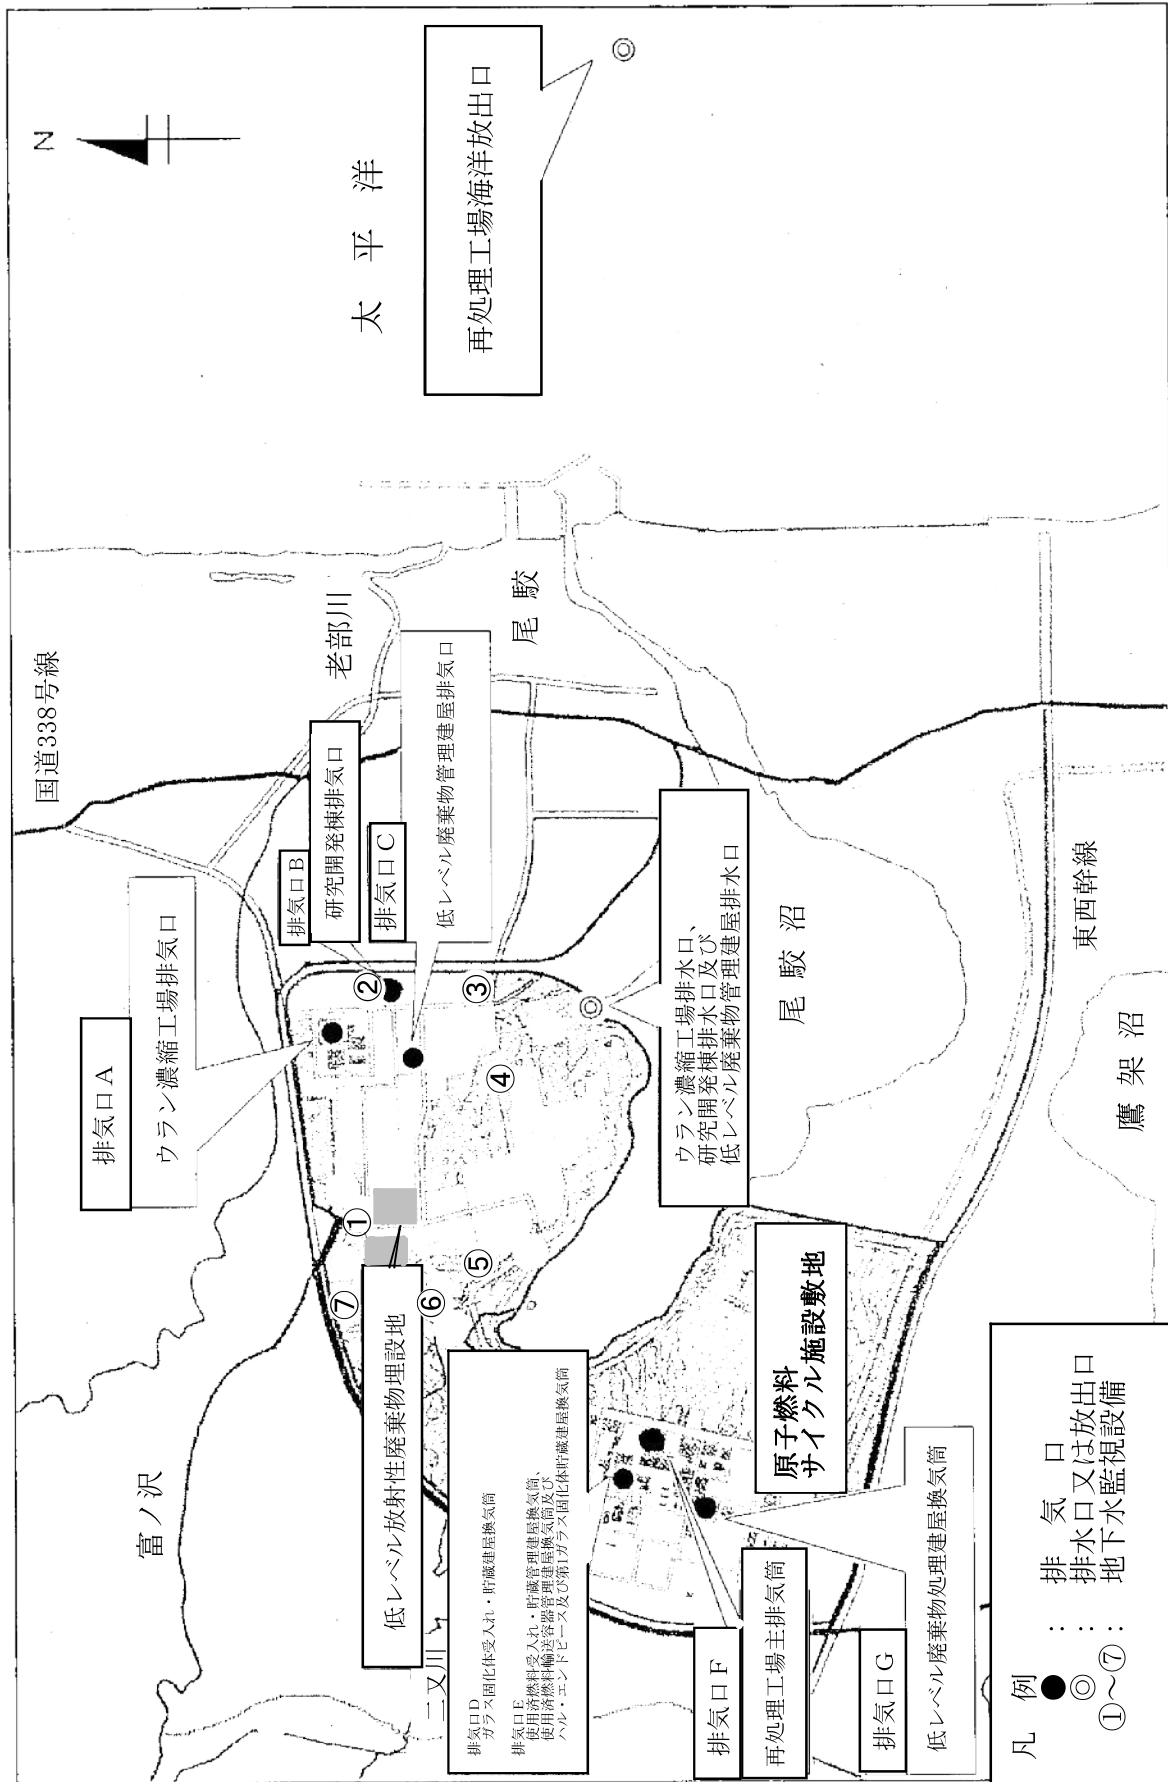 N
国道338号線
太平洋
再処理工場海洋放出口
老部川
尾駮
排気口A
ウラン濃縮工場排気口
排気口B
研究開発棟排気口
排気口C
低レベル廃棄物管理建屋排気口
富ノ沢
①
②
③
④
⑤
⑥
⑦
低レベル放射性廃棄物埋設地
ウラン濃縮工場排水口、
研究開発棟排水口及び
低レベル廃棄物管理建屋排水口
尾駮沼
二又川
排気口D
ガラス固化体受入れ・貯蔵建屋換気筒
排気口E
使用済燃料受入れ・貯蔵管理建屋換気筒、
使用済燃料輸送容器管理建屋換気筒及び
ハル・エンドピース及び第1ガラス固化体貯蔵建屋換気筒
原子燃料
サイクル施設敷地
東西幹線
鷹架沼
排気口F
再処理工場主排気筒
排気口G
低レベル廃棄物処理建屋換気筒
凡例
● : 排気口
◎ : 排水口又は放出口
①～⑦ : 地下水監視設備